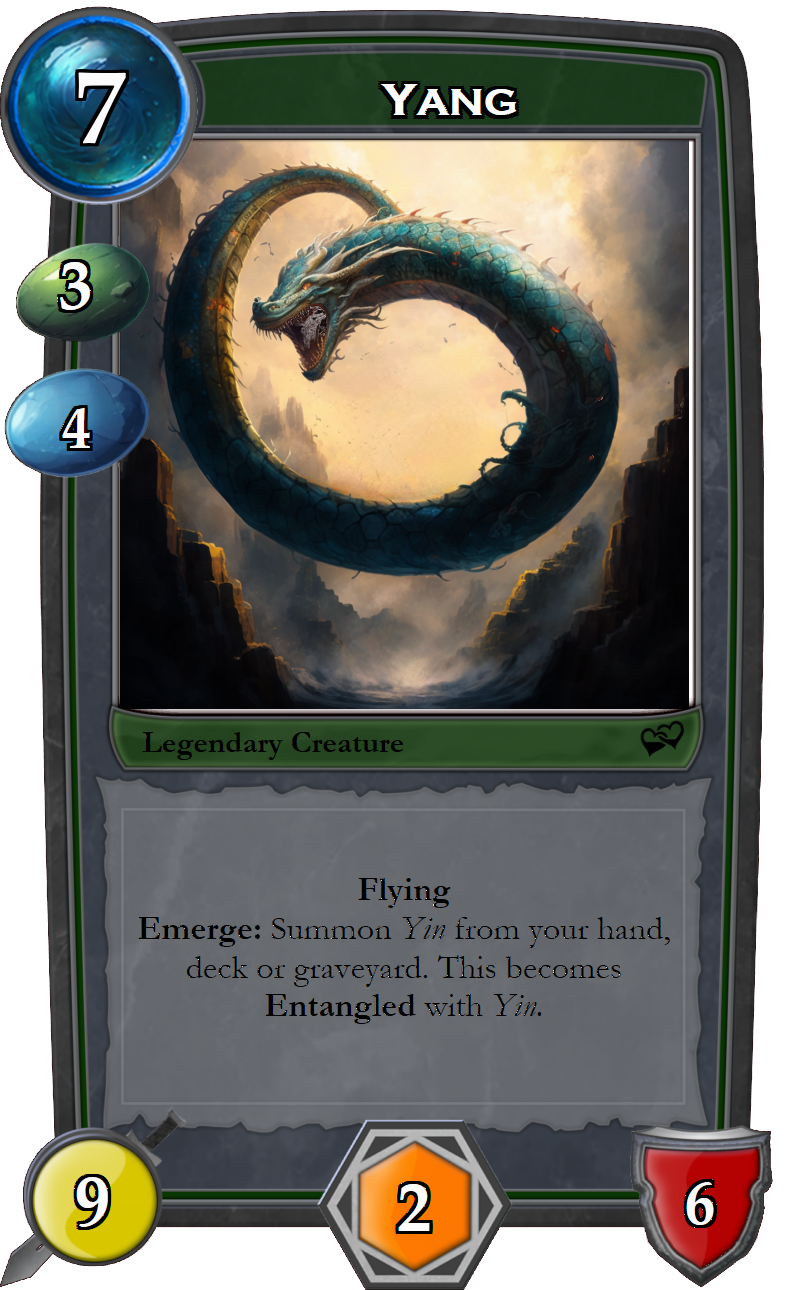 7
Yang
3
4
Legendary Creature
Flying
Emerge: Summon Yin from your hand,
deck or graveyard. This becomes
Entangled with Yin.
9
2
6